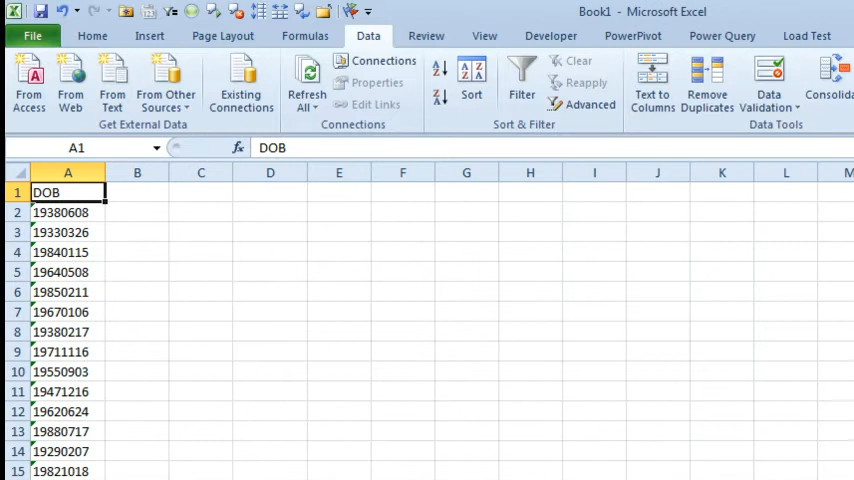 Book1 - Microsoft Excel
File Home Insert Page Layout Formulas Data Review View Developer PowerPivot Power Query Load Test
From Access
From Web
From Text
From Other Sources
Existing Connections
Get External Data
Refresh All
Connections
Properties
Edit Links
Connections
A Z
Z A
Sort
Filter
Clear
Reapply
Advanced
Sort & Filter
Text to Columns
Remove Duplicates
Data Validation
Consolida
Data Tools
A1 fx DOB
A B C D E F G H I J K L M
1 DOB
2 19380608
3 19330326
4 19840115
5 19640508
6 19850211
7 19670106
8 19380217
9 19711116
10 19550903
11 19471216
12 19620624
13 19880717
14 19290207
15 19821018